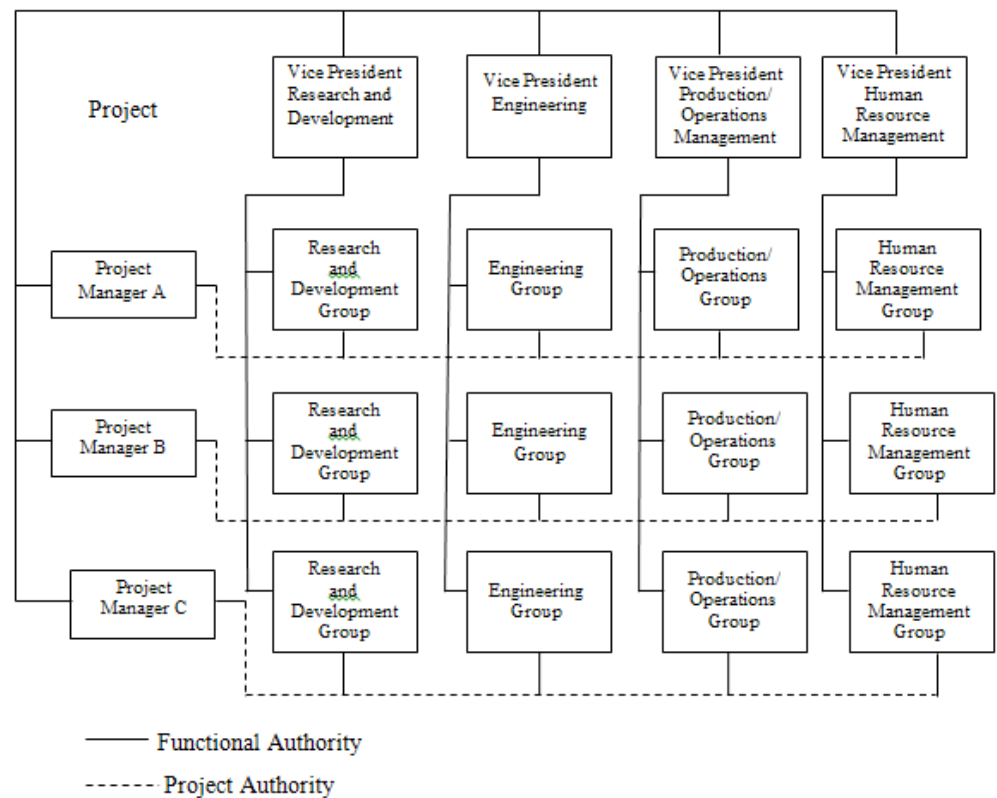 Project
Vice President
Research and
Development
Vice President
Engineering
Vice President
Production/
Operations
Management
Vice President
Human
Resource
Management
Project
Manager A
Research
and
Development
Group
Engineering
Group
Production/
Operations
Group
Human
Resource
Management
Group
Project
Manager B
Research
and
Development
Group
Engineering
Group
Production/
Operations
Group
Human
Resource
Management
Group
Project
Manager C
Research
and
Development
Group
Engineering
Group
Production/
Operations
Group
Human
Resource
Management
Group
Functional Authority
Project Authority